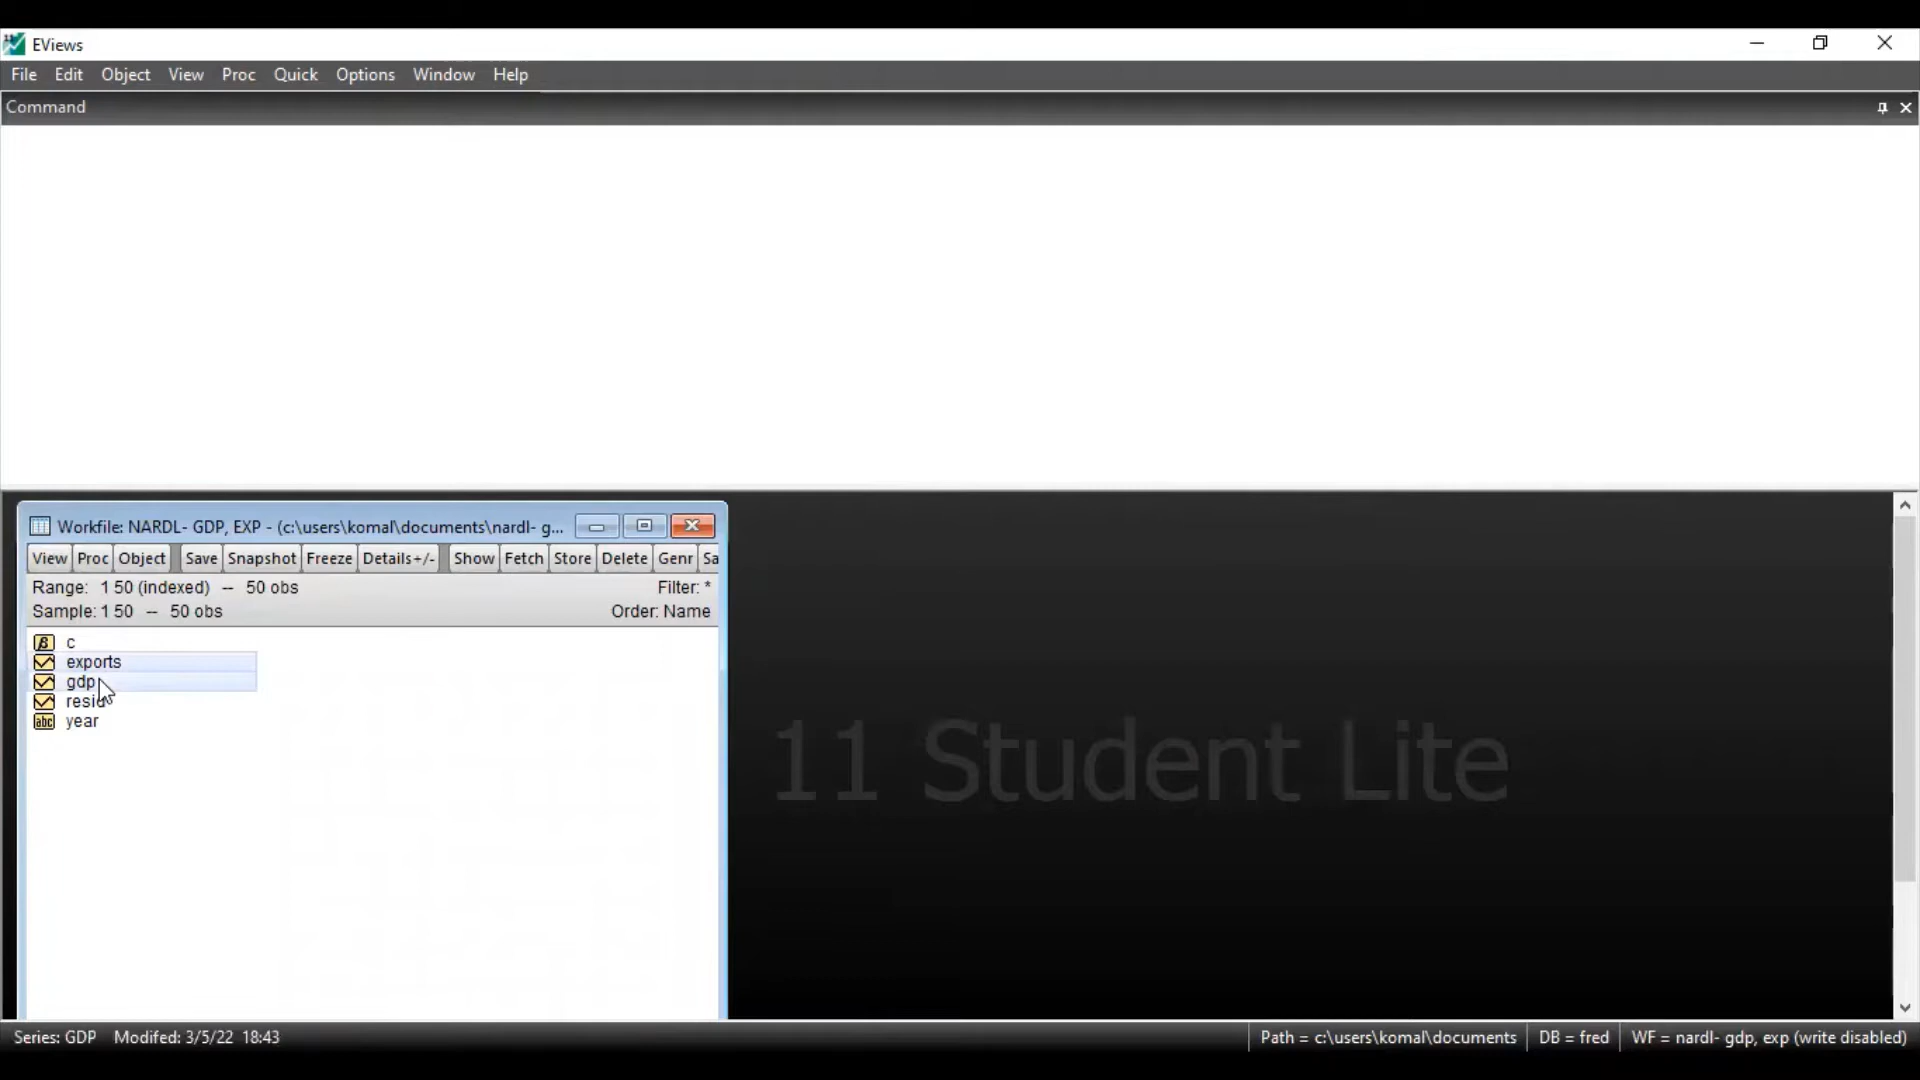 EViews
File Edit Object View Proc Quick Options Window Help
Command
Workfile: NARDL- GDP, EXP - (c:\users\komal\documents\nardl- g...
View Proc Object Save Snapshot Freeze Details+/- Show Fetch Store Delete Genr Sa
Range: 1 50 (indexed) -- 50 obs Filter: *
Sample: 1 50 -- 50 obs Order: Name
β c
exports
gdp
resid
abc year
11 Student Lite
Series: GDP Modifed: 3/5/22 18:43 Path = c:\users\komal\documents DB = fred WF = nardl- gdp, exp (write disabled)